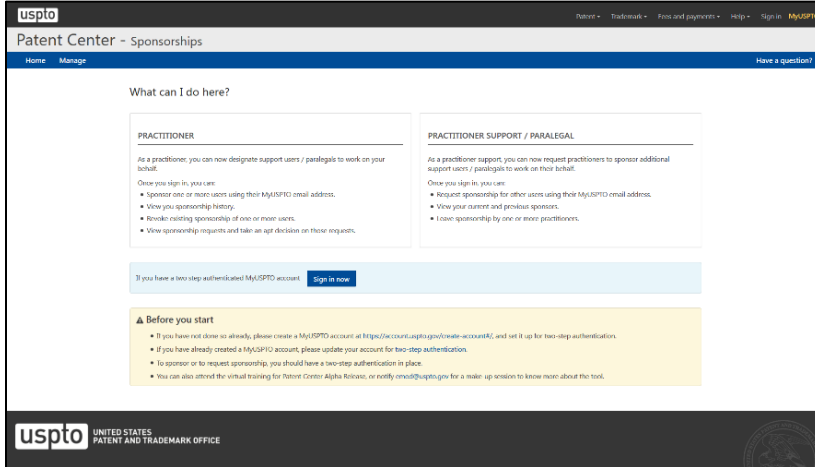 uspto
Patent Trademark Fees and payments Help Sign in MyUSPTO
Patent Center - Sponsorships
Home Manage Have a question?
What can I do here?
PRACTITIONER
As a practitioner, you can now designate support users / paralegals to work on your
behalf.
Once you sign in, you can:
• Sponsor one or more users using their MyUSPTO email address.
• View you sponsorship history.
• Revoke existing sponsorship of one or more users.
• View sponsorship requests and take an apt decision on those requests.
PRACTITIONER SUPPORT / PARALEGAL
As a practitioner support, you can now request practitioners to sponsor additional
support users / paralegals to work on their behalf.
Once you sign in, you can:
• Request sponsorship for other users using their MyUSPTO email address.
• View your current and previous sponsors.
• Leave sponsorship by one or more practitioners.
If you have a two step authenticated MyUSPTO account Sign in now
Before you start
• If you have not done so already, please create a MyUSPTO account at https://account.uspto.gov/create-account/, and set it up for two-step authentication.
• If you have already created a MyUSPTO account, please update your account for two-step authentication.
• To sponsor or to request sponsorship, you should have a two-step authentication in place.
• You can also attend the virtual training for Patent Center Alpha Release, or notify emod@uspto.gov for a make-up session to know more about the tool.
uspto UNITED STATES
PATENT AND TRADEMARK OFFICE